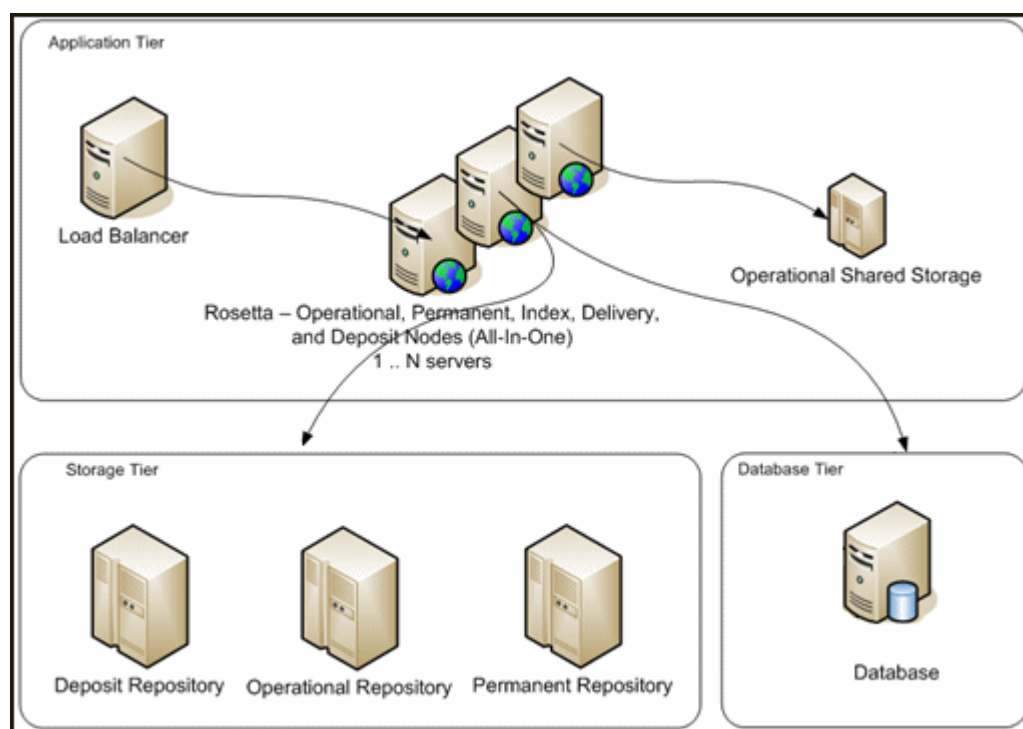 Application Tier
Load Balancer
Operational Shared Storage
Rosetta – Operational, Permanent, Index, Delivery,
and Deposit Nodes (All-In-One)
1 .. N servers
Storage Tier
Deposit Repository
Operational Repository
Permanent Repository
Database Tier
Database